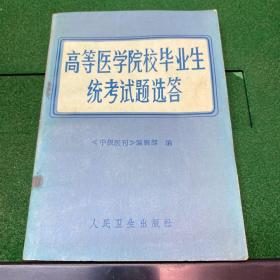 高等医学院校毕业生
统考试题选答
《中级医刊》编辑部 编
人民卫生出版社